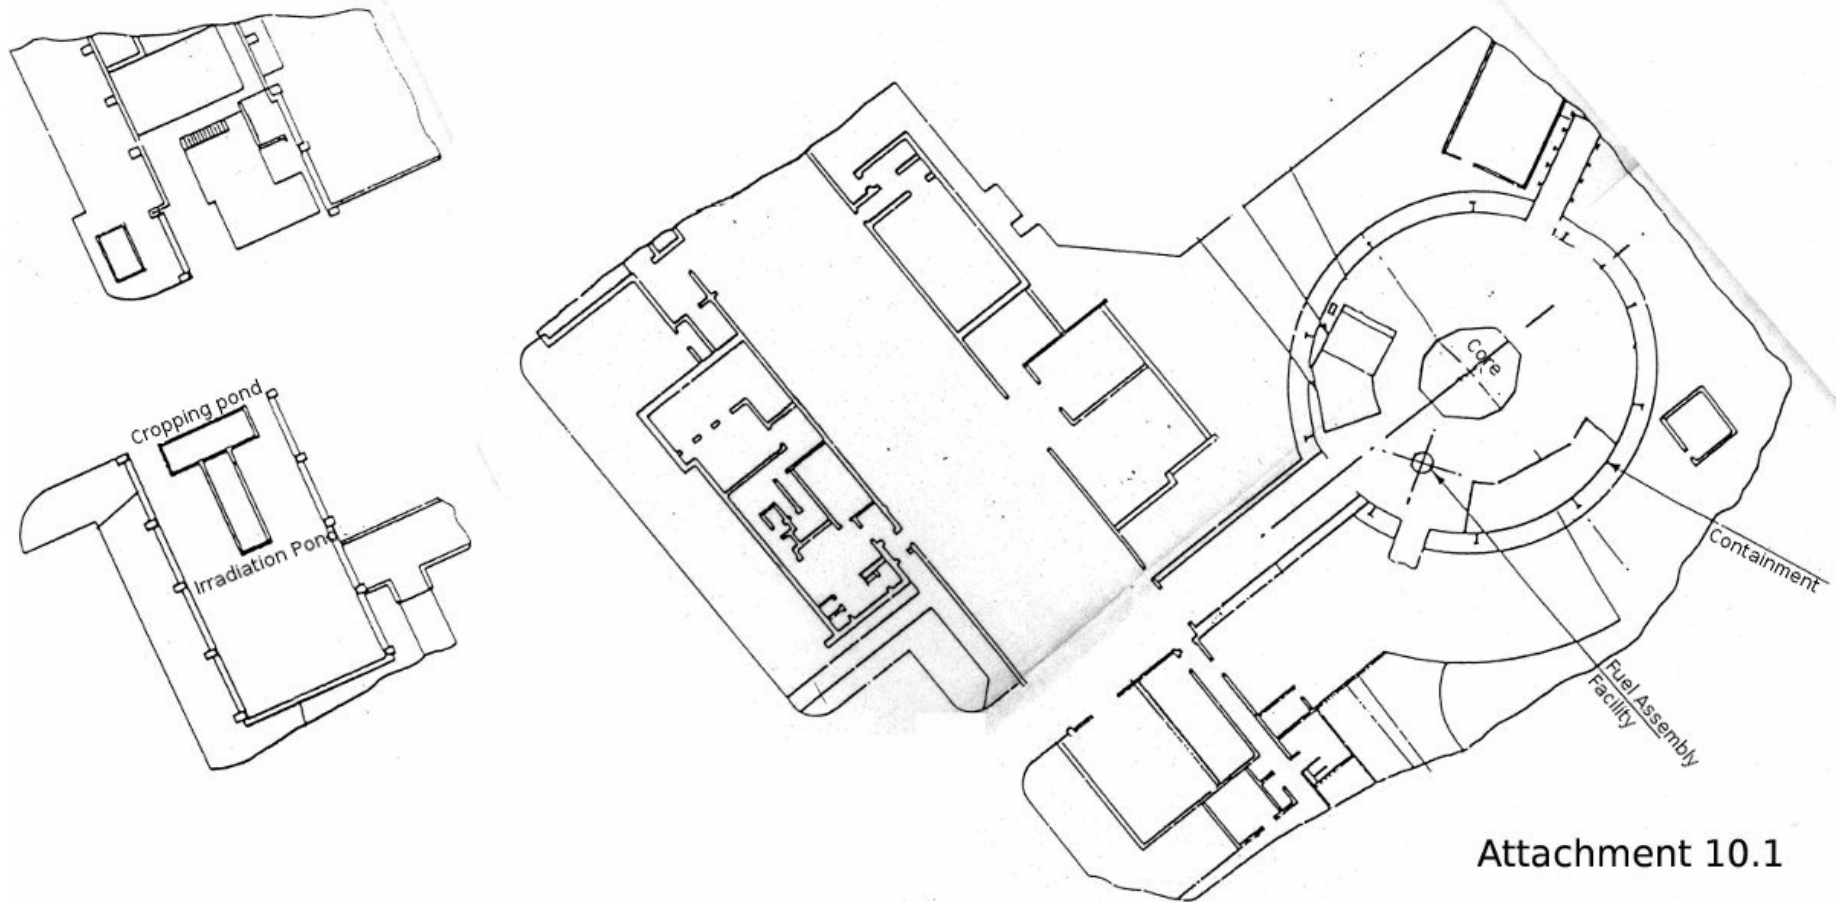 Cropping pond
Irradiation Pond
Core
Containment
Fuel Assembly
Facility
Attachment 10.1